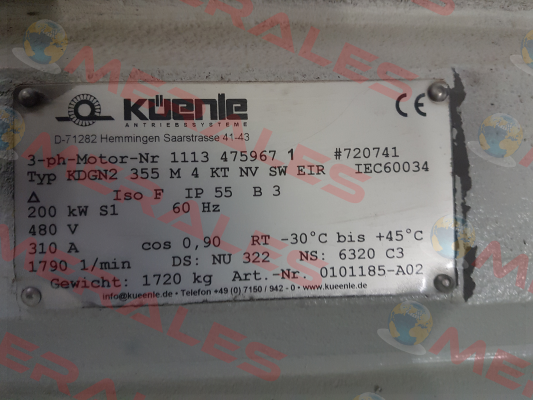 KÜENLE
ANTRIEBSSYSTEME
CE
D-71282 Hemmingen Saarstrasse 41-43
3-ph-Motor-Nr 1113 475967 1 #720741
Typ KDGN2 355 M 4 KT NV SW EIR IEC60034
Δ Iso F IP 55 B 3
200 kW S1 60 Hz
480 V
310 A cos 0,90 RT -30°C bis +45°C
1790 1/min DS: NU 322 NS: 6320 C3
Gewicht: 1720 kg Art.-Nr. 0101185-A02
info@kueenle.de • Telefon +49 (0) 7150 / 942 - 0 • www.kueenle.de
MERALES